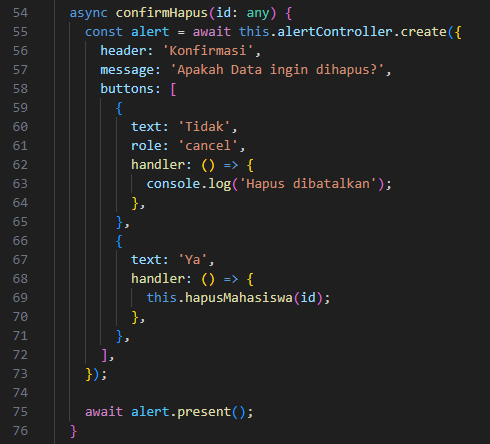 54 async confirmHapus(id: any) {
55 const alert = await this.alertController.create({
56 header: 'Konfirmasi',
57 message: 'Apakah Data ingin dihapus?',
58 buttons: [
59 {
60 text: 'Tidak',
61 role: 'cancel',
62 handler: () => {
63 console.log('Hapus dibatalkan');
64 },
65 },
66 {
67 text: 'Ya',
68 handler: () => {
69 this.hapusMahasiswa(id);
70 },
71 },
72 ],
73 });
74
75 await alert.present();
76 }